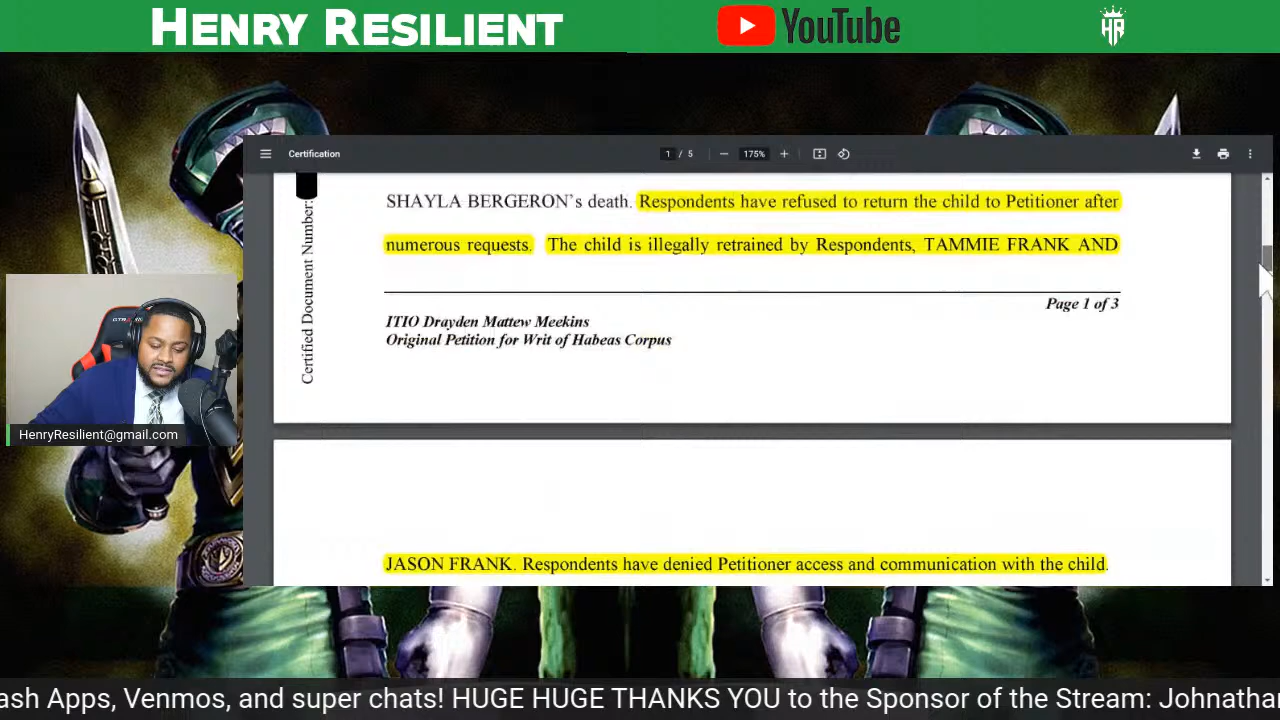 HENRY RESILIENT
YouTube
HR
Certification
1 / 5
175%
SHAYLA BERGERON's death. Respondents have refused to return the child to Petitioner after
numerous requests. The child is illegally retrained by Respondents, TAMMIE FRANK AND
Page 1 of 3
ITIO Drayden Mattew Meekins
Original Petition for Writ of Habeas Corpus
Certified Document Number:
HenryResilient@gmail.com
JASON FRANK. Respondents have denied Petitioner access and communication with the child.
ash Apps, Venmos, and super chats! HUGE HUGE THANKS YOU to the Sponsor of the Stream: Johnatha